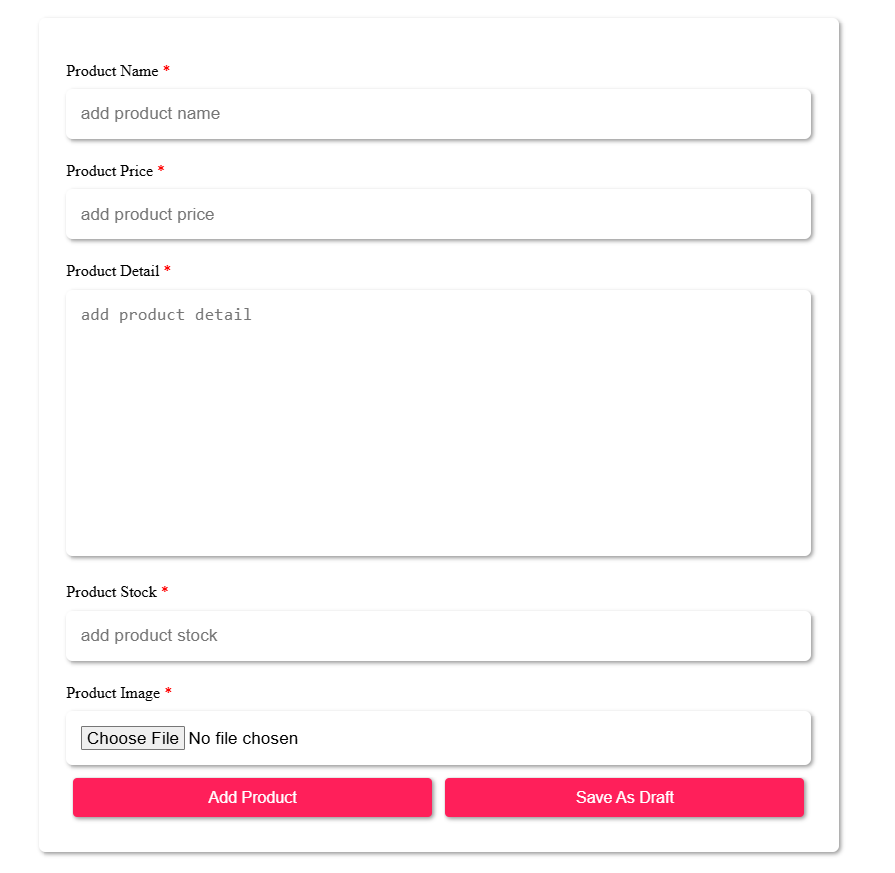 Product Name *
add product name
Product Price *
add product price
Product Detail *
add product detail
Product Stock *
add product stock
Product Image *
Choose File No file chosen
Add Product Save As Draft